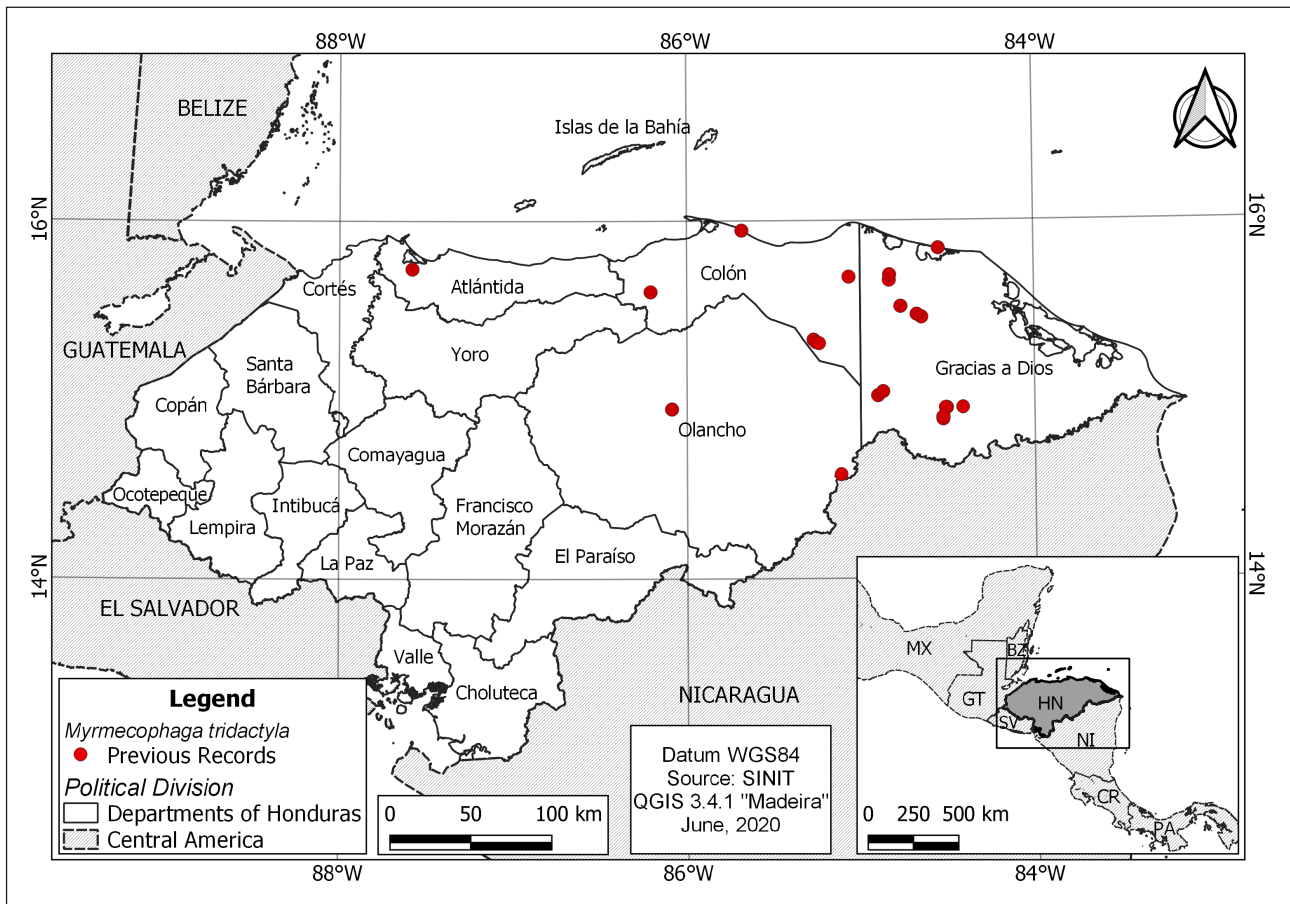 88°W
86°W
84°W
BELIZE
Islas de la Bahía
16°N
16°N
Colón
Cortés
Atlántida
GUATEMALA
Yoro
Santa
Bárbara
Gracias a Dios
Copán
Olancho
Comayagua
Ocotepeque
Intibucá
Francisco
Morazán
Lempira
El Paraíso
La Paz
14°N
14°N
EL SALVADOR
Valle
Choluteca
NICARAGUA
Legend
Myrmecophaga tridactyla
Previous Records
Political Division
Departments of Honduras
Central America
0 50 100 km
Datum WGS84
Source: SINIT
QGIS 3.4.1 "Madeira"
June, 2020
MX
BZ
GT
HN
SV
NI
CR
PA
0 250 500 km
88°W
86°W
84°W